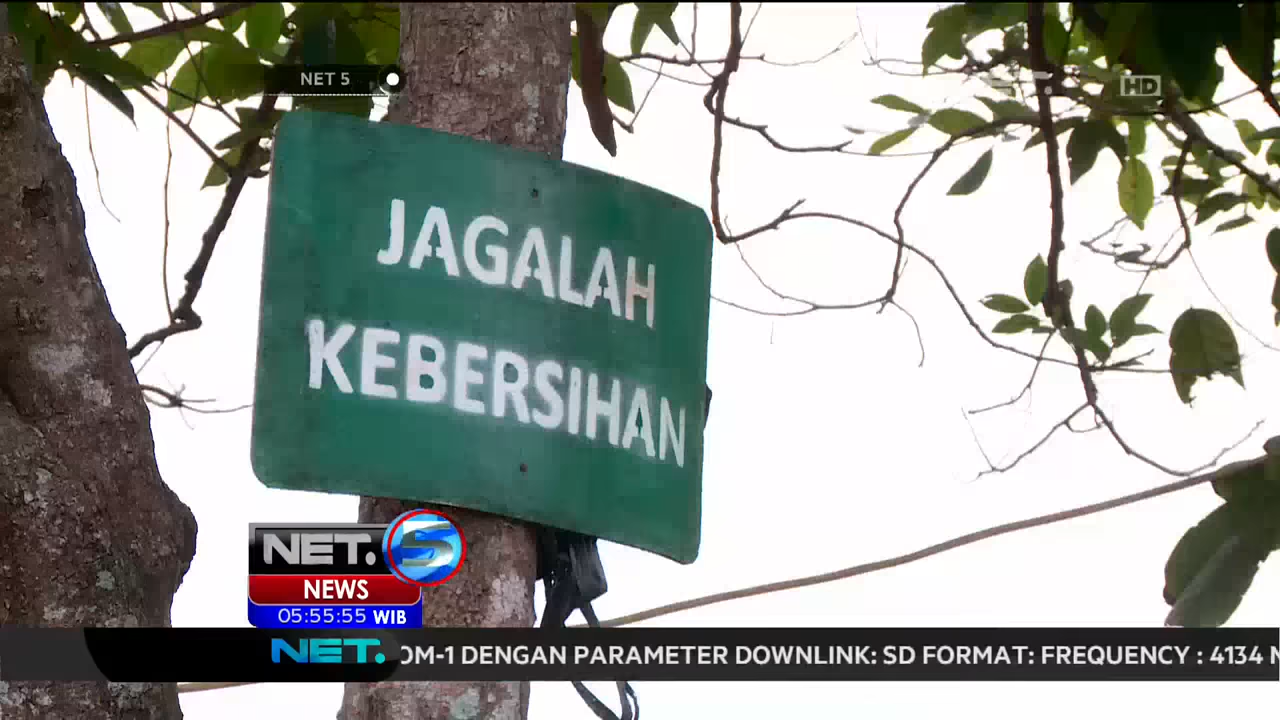 NET 5
HD
JAGALAH
KEBERSIHAN
NET. 5
NEWS
05:55:55 WIB
NET.
OM-1 DENGAN PARAMETER DOWNLINK: SD FORMAT: FREQUENCY : 4134